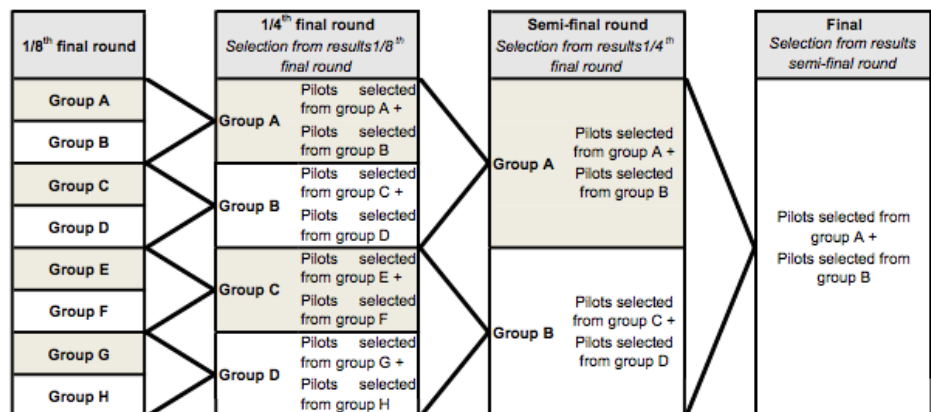 1/8th final round
Group A
Group B
Group C
Group D
Group E
Group F
Group G
Group H
1/4th final round
Selection from results1/8th
final round
Group A
Pilots selected
from group A +
Pilots selected
from group B
Group B
Pilots selected
from group C +
Pilots selected
from group D
Group C
Pilots selected
from group E +
Pilots selected
from group F
Group D
Pilots selected
from group G +
Pilots selected
from group H
Semi-final round
Selection from results1/4th
final round
Group A
Pilots selected
from group A +
Pilots selected
from group B
Group B
Pilots selected
from group C +
Pilots selected
from group D
Final
Selection from results
semi-final round
Pilots selected from
group A +
Pilots selected from
group B